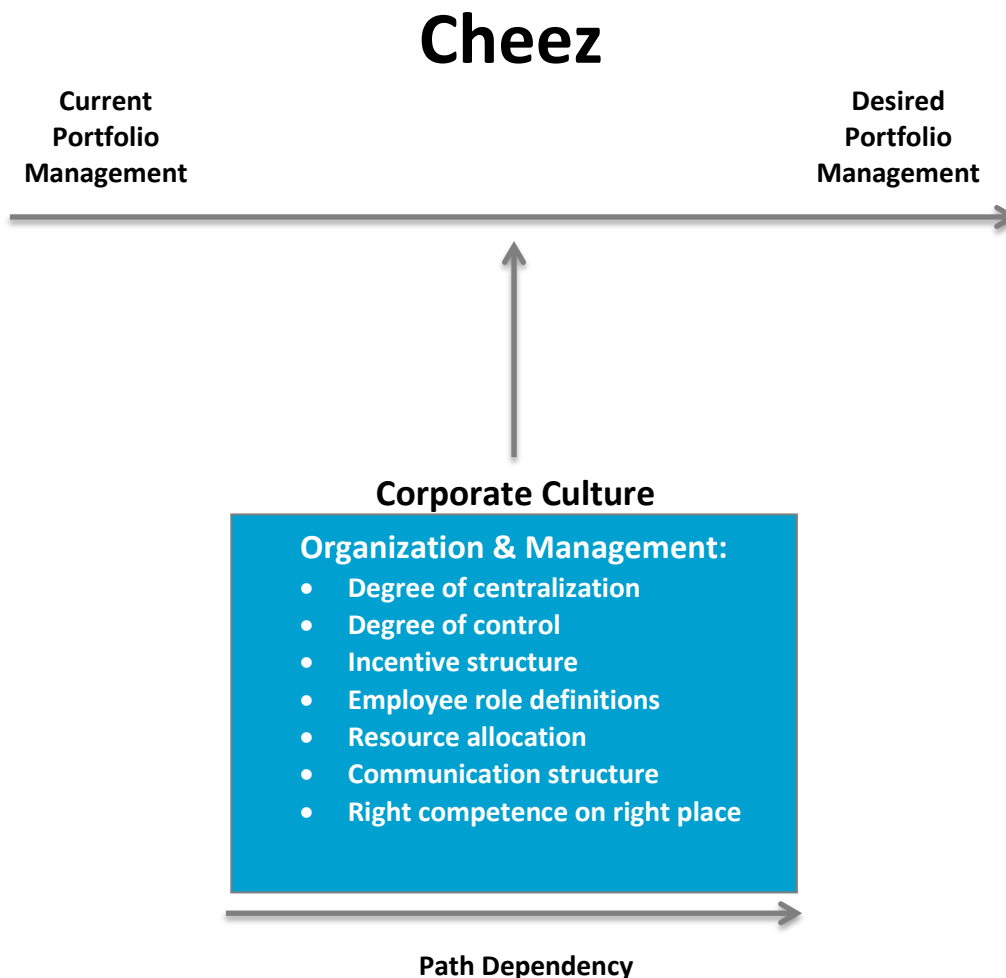 Cheez
Current
Portfolio
Management
Desired
Portfolio
Management
Corporate Culture
Organization & Management:
• Degree of centralization
• Degree of control
• Incentive structure
• Employee role definitions
• Resource allocation
• Communication structure
• Right competence on right place
Path Dependency